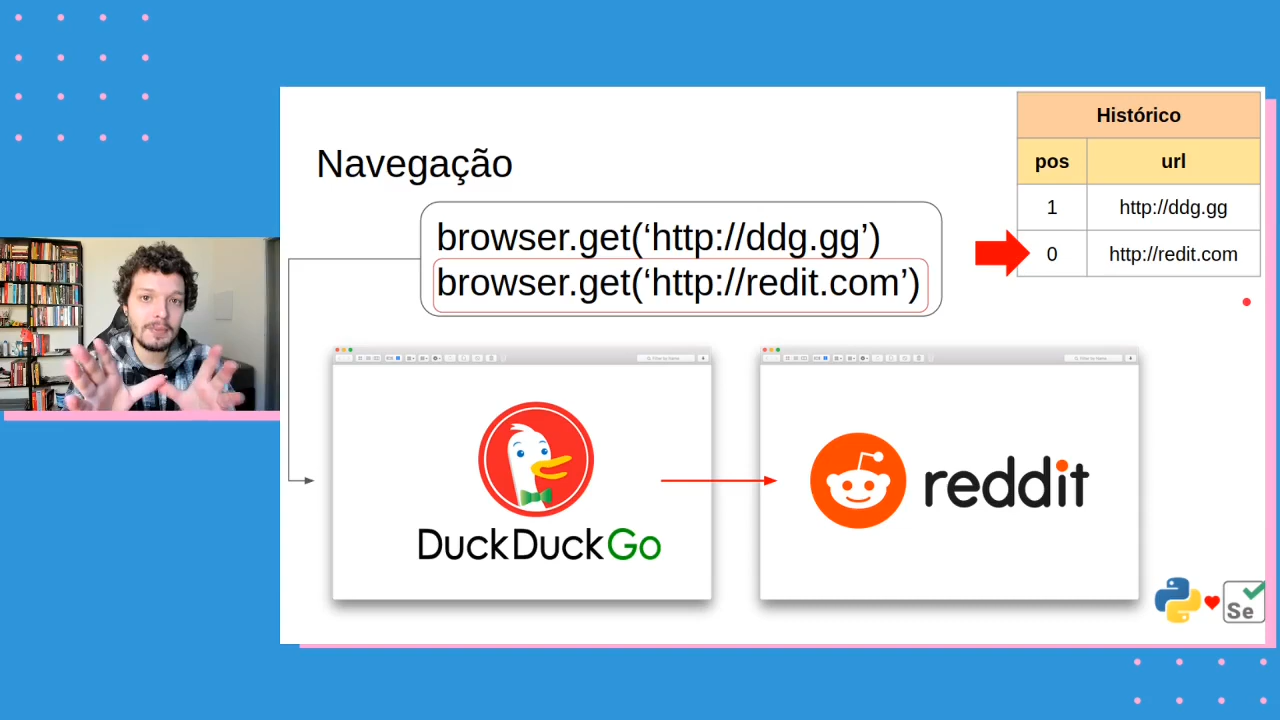 Navegação
browser.get(‘http://ddg.gg’)
browser.get(‘http://redit.com’)
Histórico
pos url
1 http://ddg.gg
0 http://redit.com
DuckDuckGo
reddit
Se